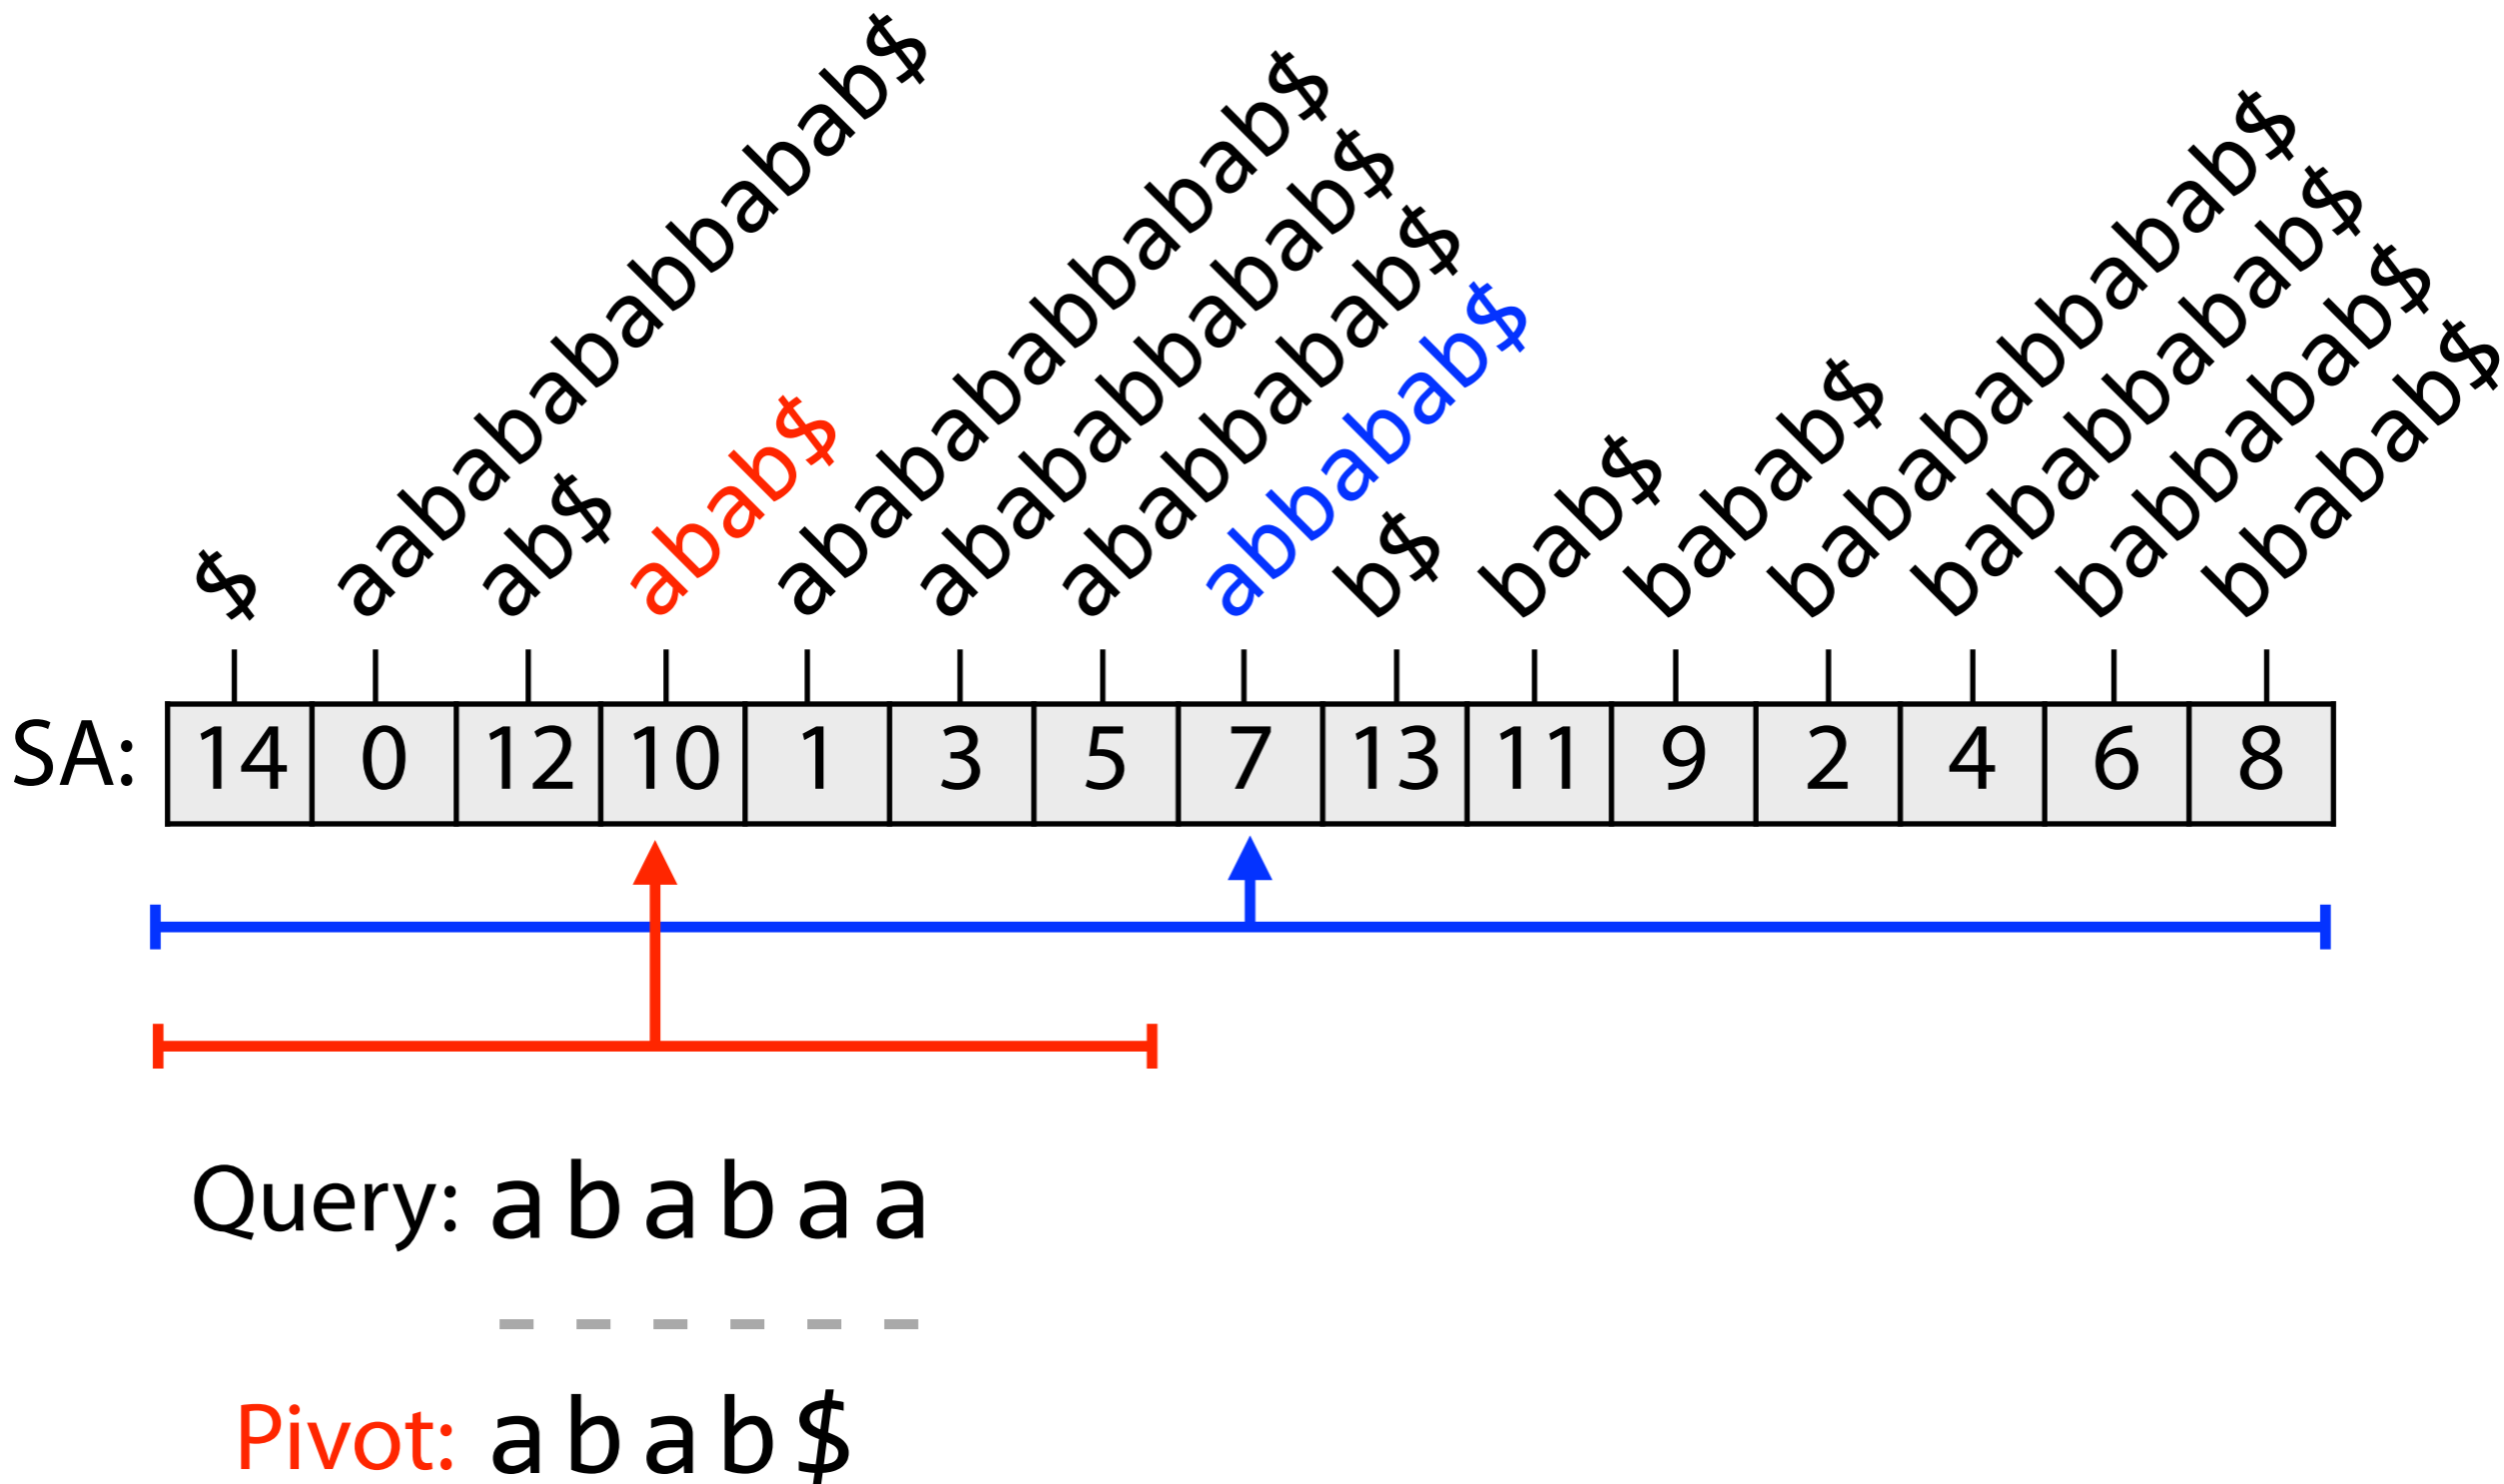 $
aababababbabab$
ab$
abab$
ababababbabab$
abababbabab$
ababbabab$
abbabab$
b$
bab$
babab$
babababbabab$
bababbabab$
babbabab$
bbabab$
SA: 14 0 12 10 1 3 5 7 13 11 9 2 4 6 8
Query: a b a b a a
Pivot: a b a b $